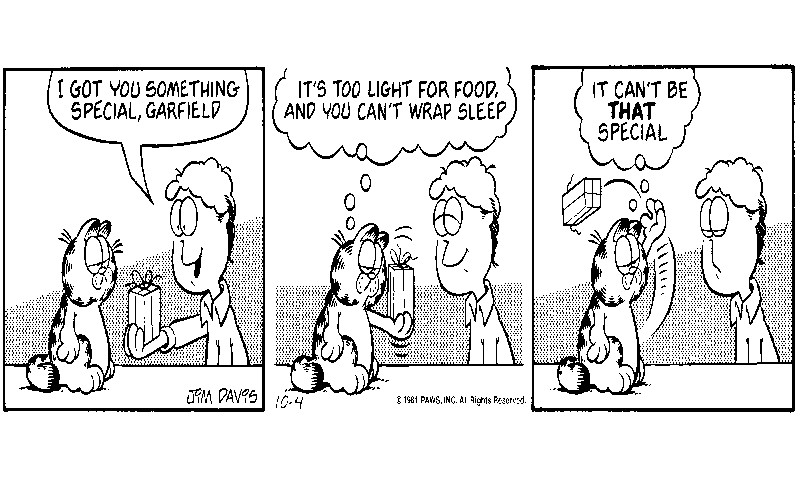 I GOT YOU SOMETHING
SPECIAL, GARFIELD
JIM DAVIS
IT'S TOO LIGHT FOR FOOD,
AND YOU CAN'T WRAP SLEEP
10-4
© 1981 PAWS, INC. All Rights Reserved.
IT CAN'T BE
THAT
SPECIAL